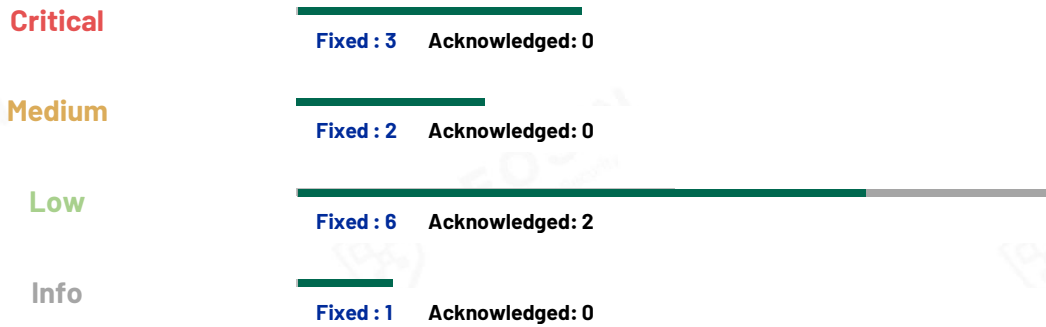 Critical
Fixed : 3 Acknowledged: 0
Medium
Fixed : 2 Acknowledged: 0
Low
Fixed : 6 Acknowledged: 2
Info
Fixed : 1 Acknowledged: 0